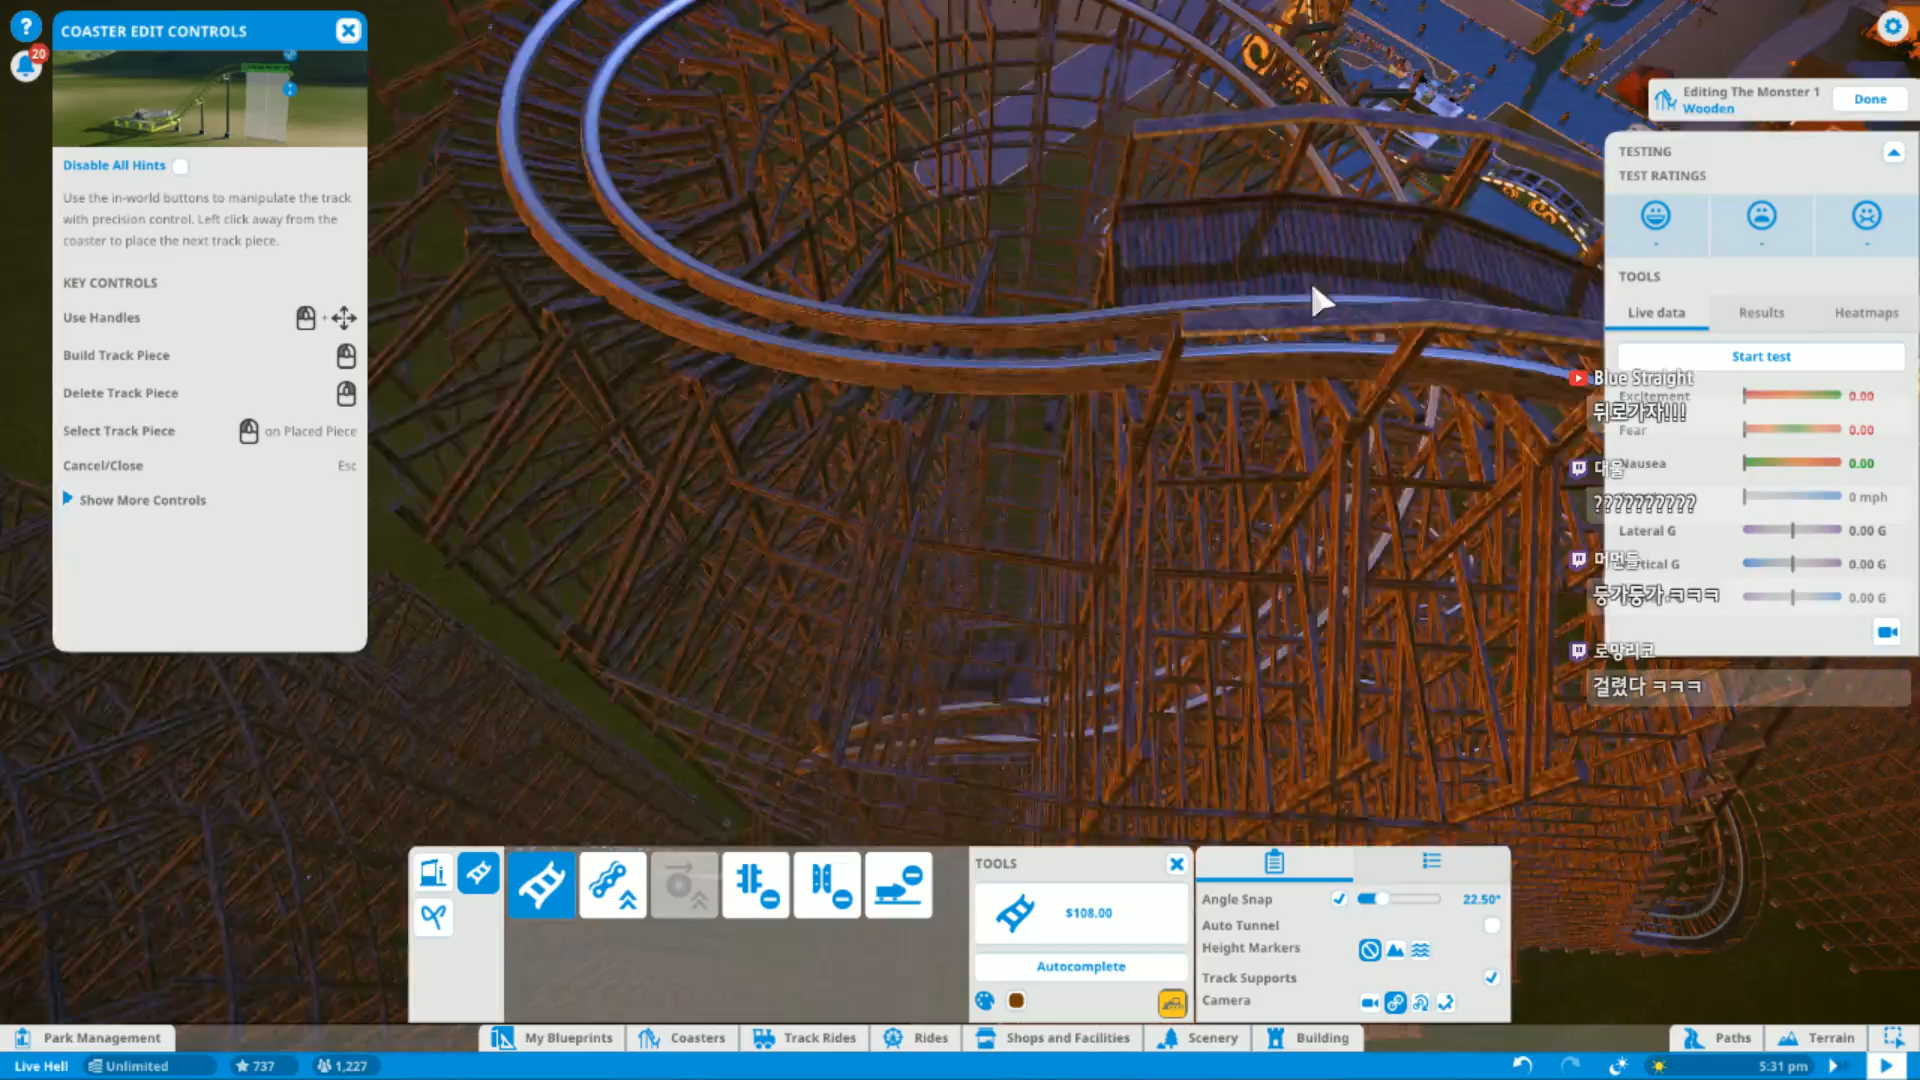 ?
20
COASTER EDIT CONTROLS
Disable All Hints
Use the in-world buttons to manipulate the track
with precision control. Left click away from the
coaster to place the next track piece.
KEY CONTROLS
Use Handles
+
Build Track Piece
Delete Track Piece
Select Track Piece
on Placed Piece
Cancel/Close
Esc
Show More Controls
Editing The Monster 1
Wooden
Done
TESTING
TEST RATINGS
-
-
-
TOOLS
Live data
Results
Heatmaps
Start test
Blue Straight
Excitement
0.00
뒤로가자!!!
Fear
0.00
대물
Nausea
0.00
??????????
0 mph
Lateral G
0.00 G
머먼들
Vertical G
0.00 G
둥가둥가 ㅋㅋㅋ
0.00 G
로망리코
걸렸다 ㅋㅋㅋ
TOOLS
$108.00
Autocomplete
Angle Snap
22.50°
Auto Tunnel
Height Markers
Track Supports
Camera
Park Management
My Blueprints
Coasters
Track Rides
Rides
Shops and Facilities
Scenery
Building
Paths
Terrain
Live Hell
Unlimited
737
1,227
5:31 pm